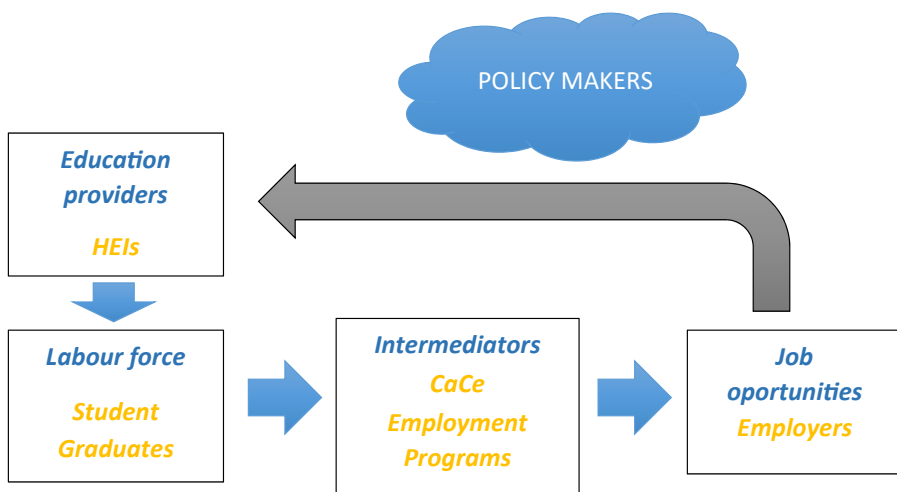 POLICY MAKERS
Education
providers
HEIs
Labour force
Student
Graduates
Intermediators
CaCe
Employment
Programs
Job
oportunities
Employers